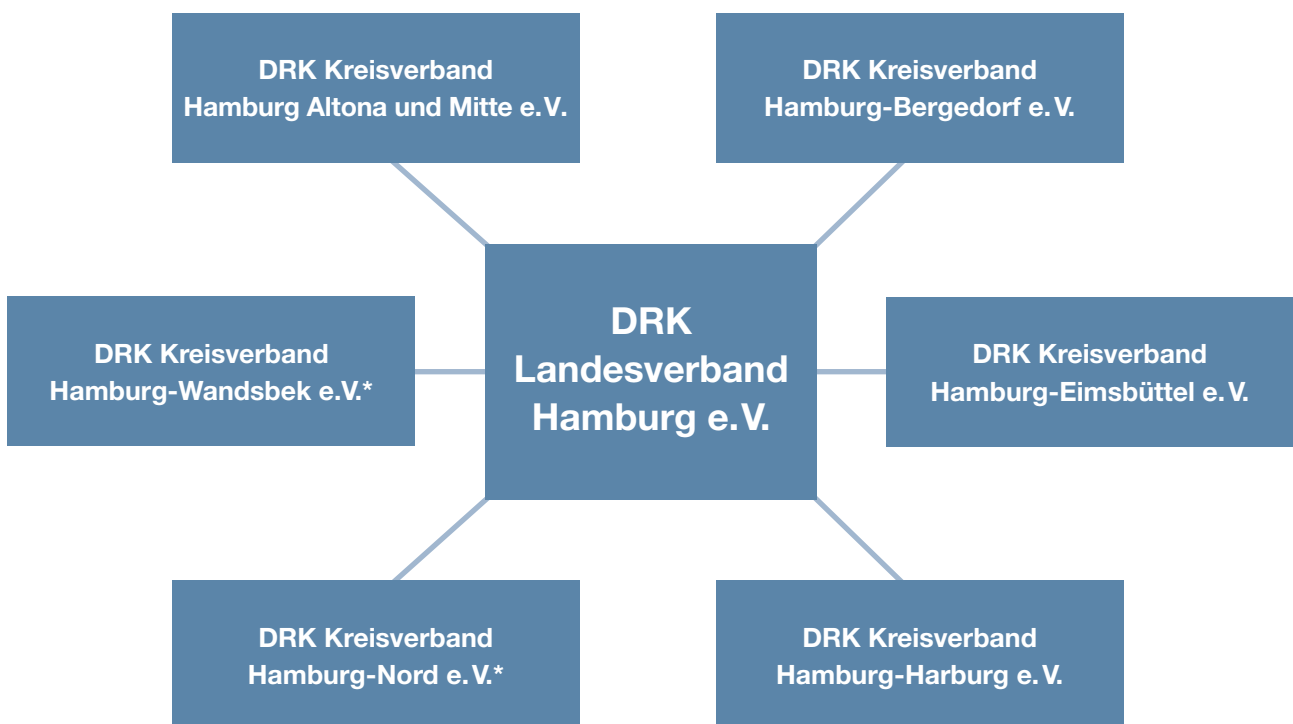 DRK Kreisverband
Hamburg Altona und Mitte e.V.
DRK Kreisverband
Hamburg-Bergedorf e.V.
DRK Kreisverband
Hamburg-Wandsbek e.V.*
DRK
Landesverband
Hamburg e.V.
DRK Kreisverband
Hamburg-Eimsbüttel e.V.
DRK Kreisverband
Hamburg-Nord e.V.*
DRK Kreisverband
Hamburg-Harburg e.V.